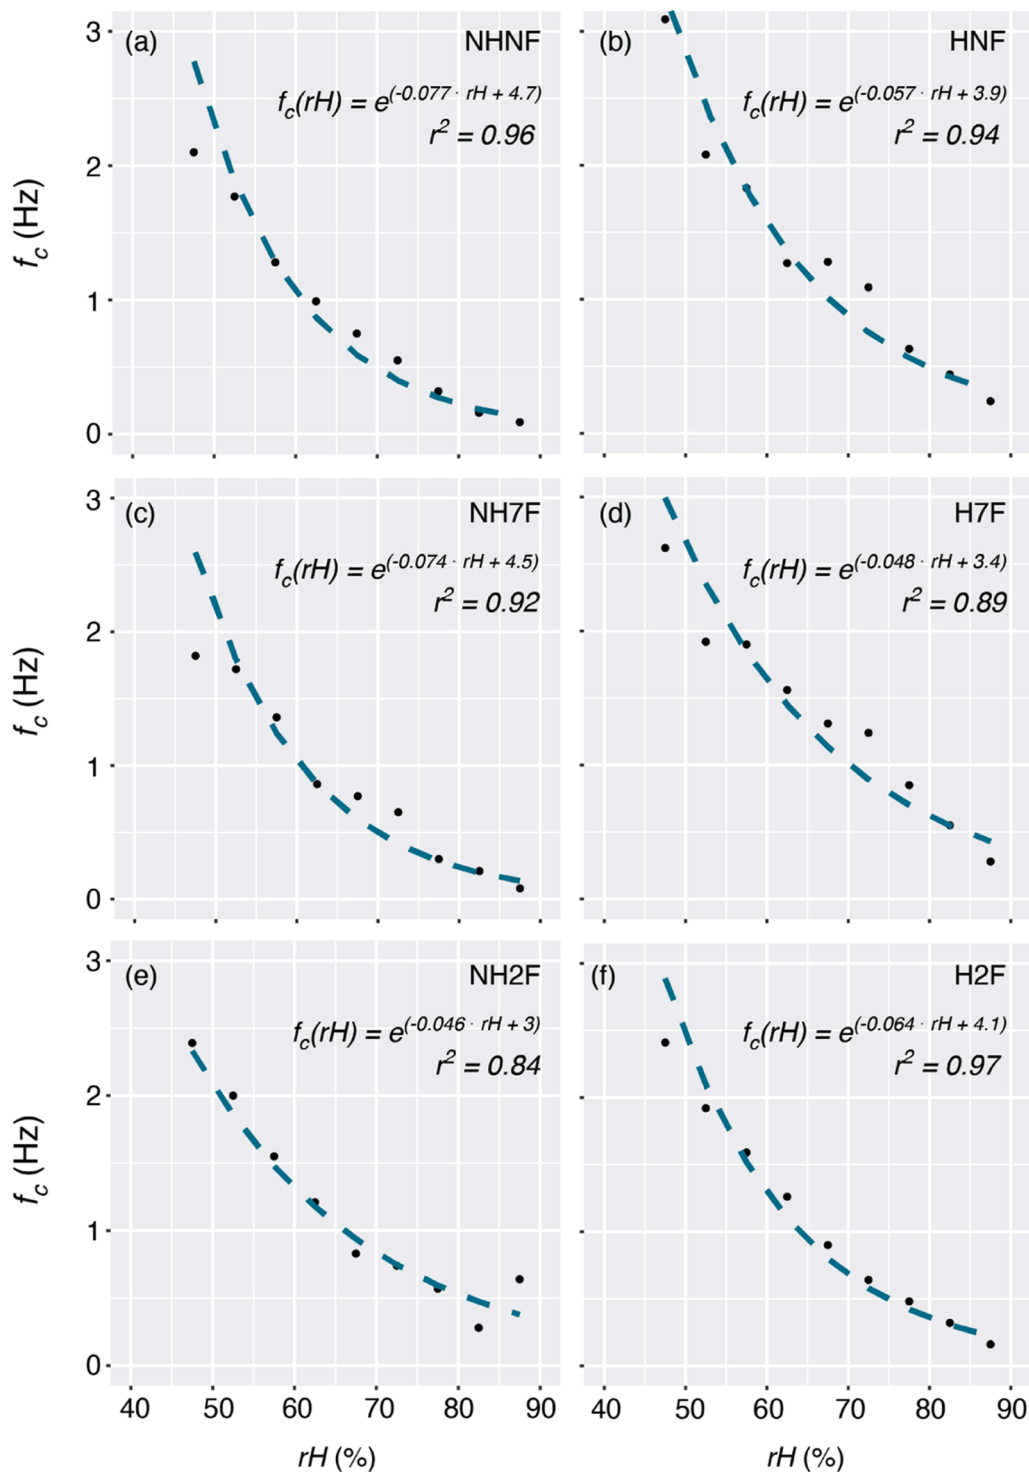 (a) NHNF
f_c(rH) = e^(-0.077 · rH + 4.7)
r² = 0.96
(b) HNF
f_c(rH) = e^(-0.057 · rH + 3.9)
r² = 0.94
3
2
1
0
f_c (Hz)
(c) NH7F
f_c(rH) = e^(-0.074 · rH + 4.5)
r² = 0.92
(d) H7F
f_c(rH) = e^(-0.048 · rH + 3.4)
r² = 0.89
3
2
1
0
f_c (Hz)
(e) NH2F
f_c(rH) = e^(-0.046 · rH + 3)
r² = 0.84
(f) H2F
f_c(rH) = e^(-0.064 · rH + 4.1)
r² = 0.97
3
2
1
0
f_c (Hz)
40 50 60 70 80 90
40 50 60 70 80 90
rH (%)
rH (%)